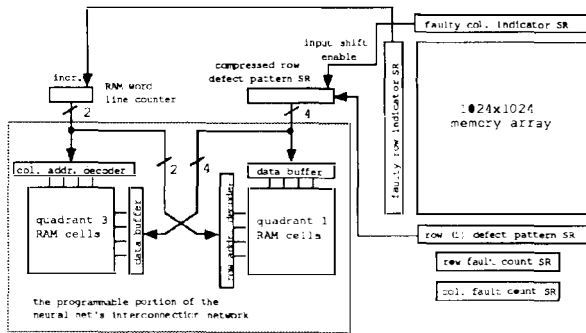 faulty col. indicator SR
input shift
enable
compressed row
defect pattern SR
incr.
RAM word
line counter
2
4
faulty row indicator SR
1024x1024
memory array
col. addr. decoder
2
4
data buffer
quadrant 3
RAM cells
data buffer
row addr. decoder
quadrant 1
RAM cells
row (i) defect pattern SR
row fault count SR
col. fault count SR
the programmable portion of the
neural net's interconnection network